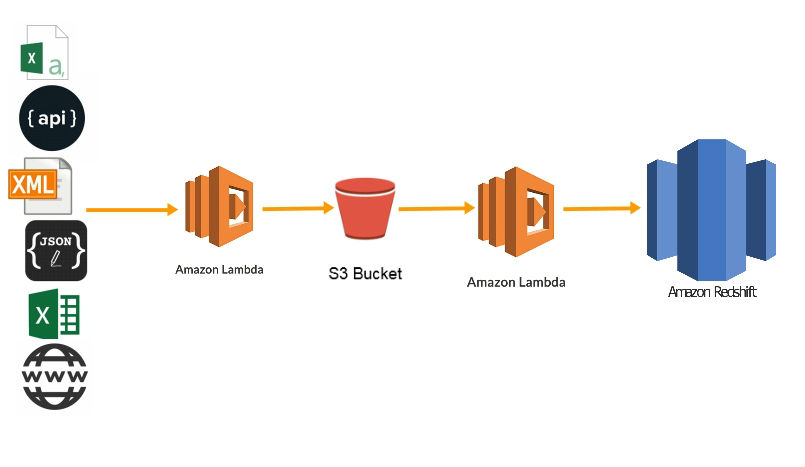 X
a,
{ api }
XML
{JSON}
X
WWW
Amazon Lambda
S3 Bucket
Amazon Lambda
Amazon Redshift